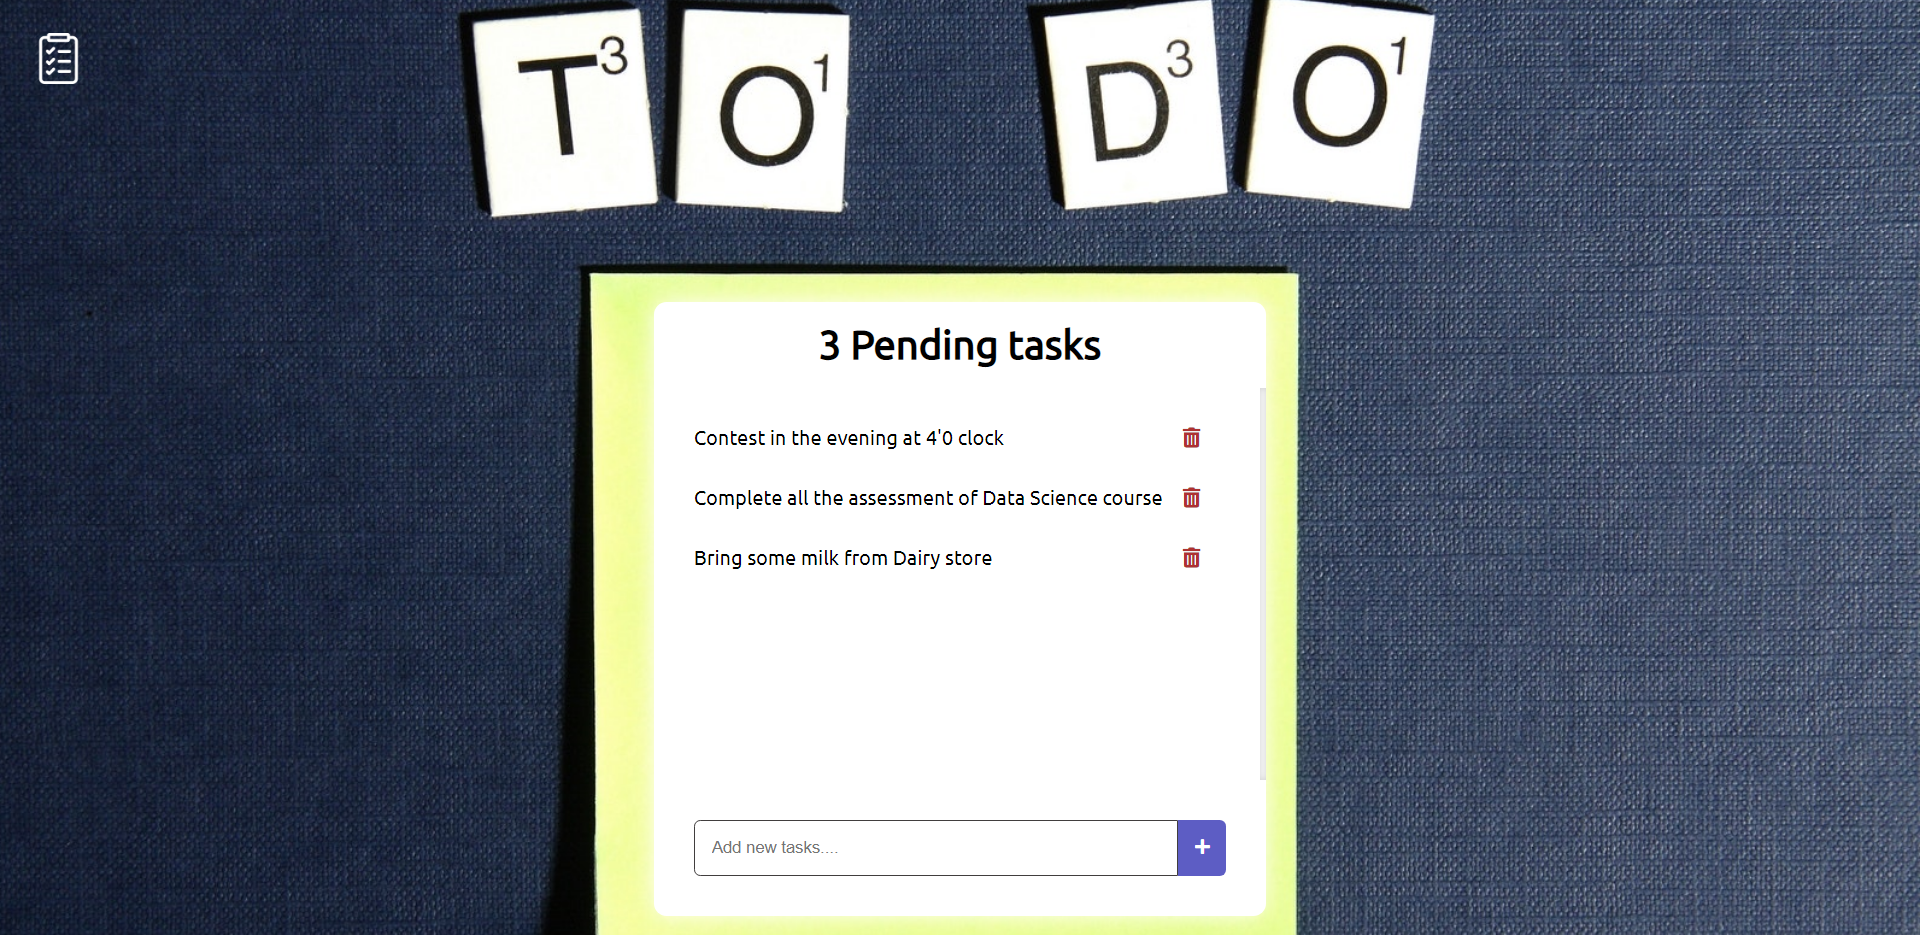 T3 O1 D3 O1
3 Pending tasks
Contest in the evening at 4'0 clock
Complete all the assessment of Data Science course
Bring some milk from Dairy store
Add new tasks....
+